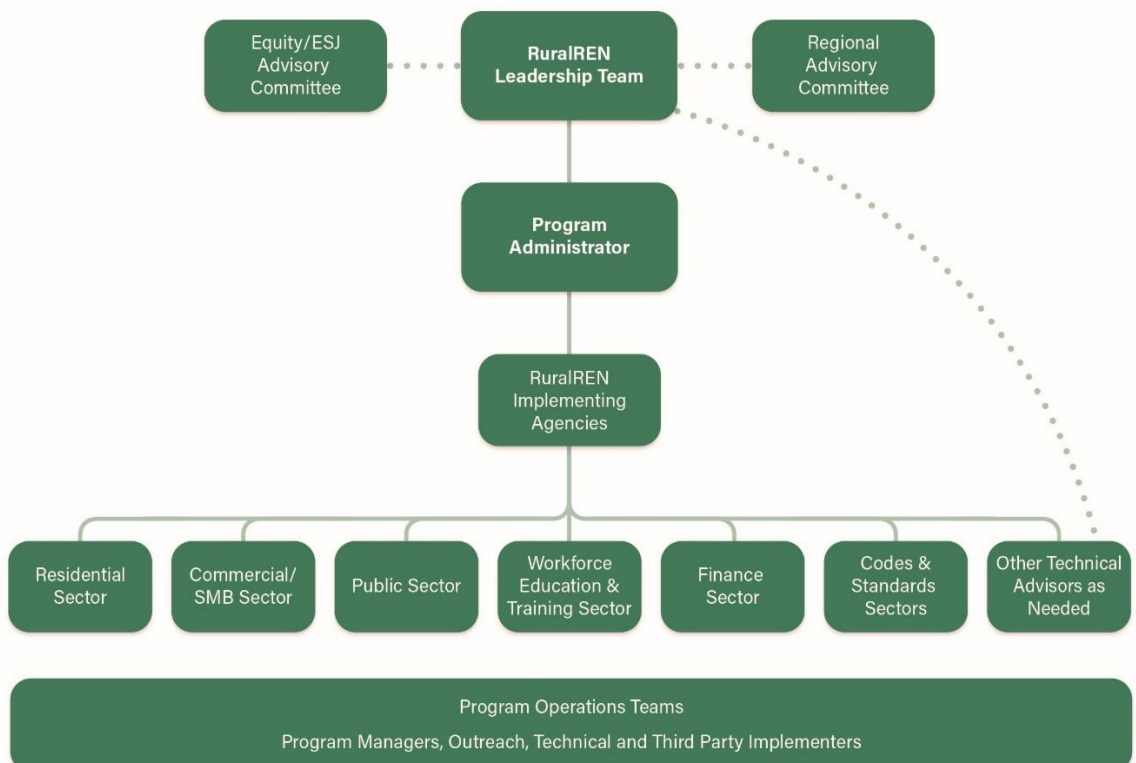 Equity/ESJ
Advisory
Committee
RuralREN
Leadership Team
Regional
Advisory
Committee
Program
Administrator
RuralREN
Implementing
Agencies
Residential
Sector
Commercial/
SMB Sector
Public Sector
Workforce
Education &
Training Sector
Finance
Sector
Codes &
Standards
Sectors
Other Technical
Advisors as
Needed
Program Operations Teams
Program Managers, Outreach, Technical and Third Party Implementers